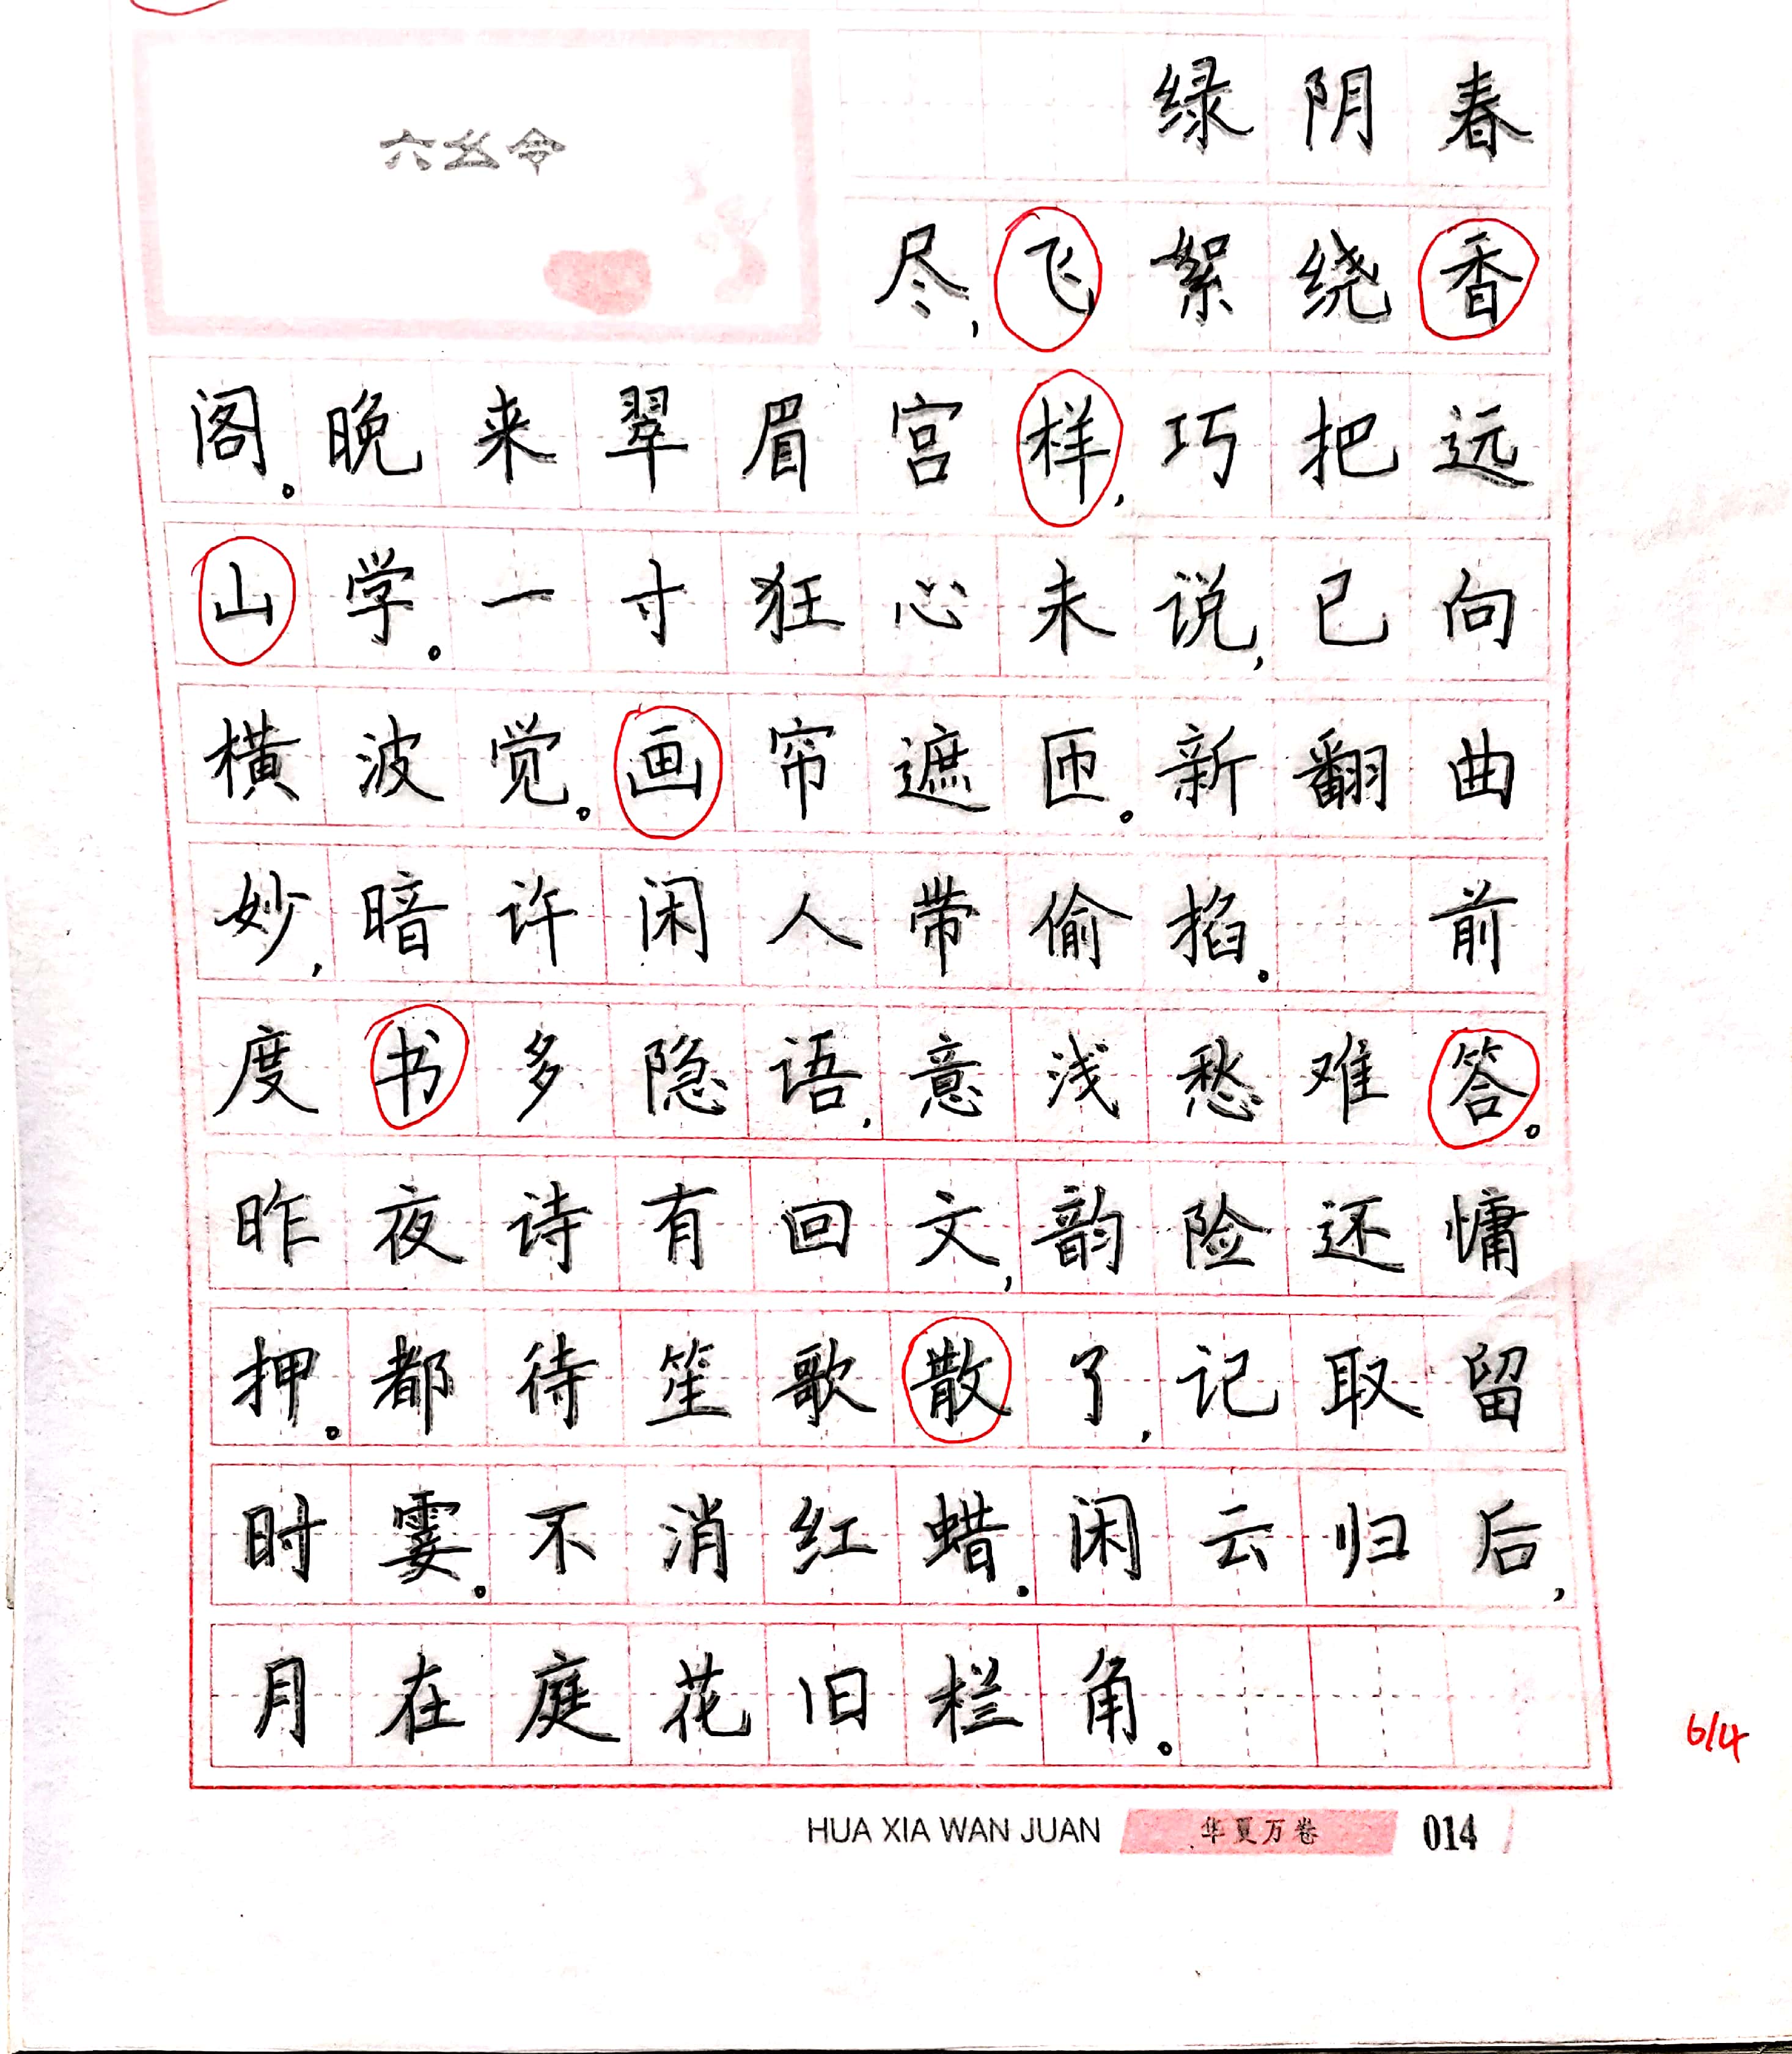 六幺令
绿阴春
尽,飞絮绕香
阁。晚来翠眉宫样,巧把远
山学。一寸狂心未说,已向
横波觉。画帘遮匝。新翻曲
妙,暗许闲人带偷掐。 前
度书多隐语,意浅愁难答。
昨夜诗有回文,韵险还慵
押。都待笙歌散了,记取留
时霎。不消红蜡。闲云归后,
月在庭花旧栏角。
6/4
HUA XIA WAN JUAN 华夏万卷 014